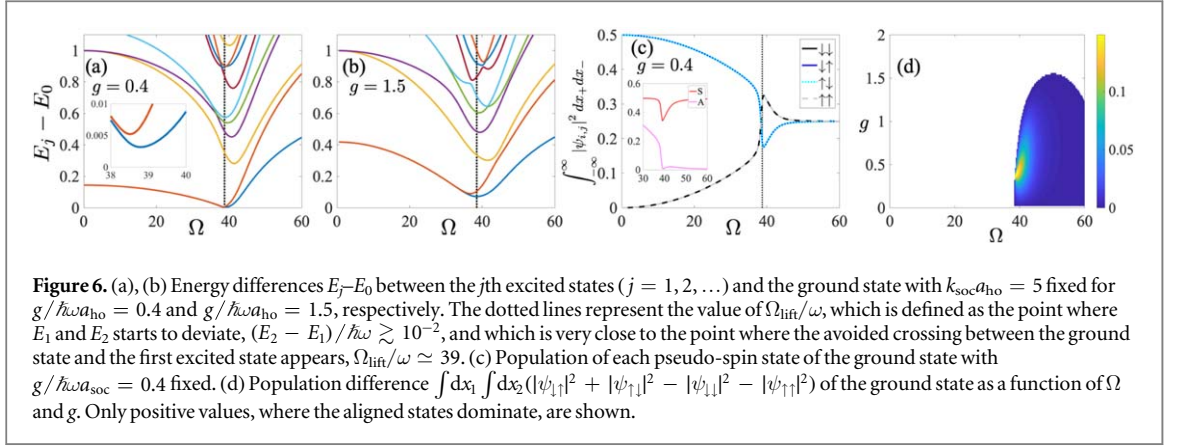 (a)
g = 0.4
E_j − E_0
1
0.8
0.6
0.4
0.2
0
0.01
0.005
0
38 39 40
0 20 40 60
Ω
(b)
g = 1.5
1
0.8
0.6
0.4
0.2
0
0 20 40 60
Ω
(c)
g = 0.4
∫_{-∞}^{∞} |ψ_{i,j}|^2 dx_+ dx_-
0.5
0.4
0.3
0.2
0.1
0
↓↓
↓↑
↑↓
↑↑
0.6
0.4
0.2
0
S
A
30 40 50 60
0 20 40 60
Ω
(d)
g
2
1.5
1
0.5
0
0 20 40 60
Ω
0.1
0.05
0
Figure 6. (a), (b) Energy differences E_j–E_0 between the jth excited states (j = 1, 2, …) and the ground state with k_soc a_ho = 5 fixed for
g/ℏωa_ho = 0.4 and g/ℏωa_ho = 1.5, respectively. The dotted lines represent the value of Ω_lift/ω, which is defined as the point where
E_1 and E_2 starts to deviate, (E_2 − E_1)/ℏω ≳ 10^−2, and which is very close to the point where the avoided crossing between the ground
state and the first excited state appears, Ω_lift/ω ≃ 39. (c) Population of each pseudo-spin state of the ground state with
g/ℏωa_soc = 0.4 fixed. (d) Population difference ∫dx_1 ∫dx_2(|ψ_↓↑|^2 + |ψ_↑↓|^2 − |ψ_↓↓|^2 − |ψ_↑↑|^2) of the ground state as a function of Ω
and g. Only positive values, where the aligned states dominate, are shown.